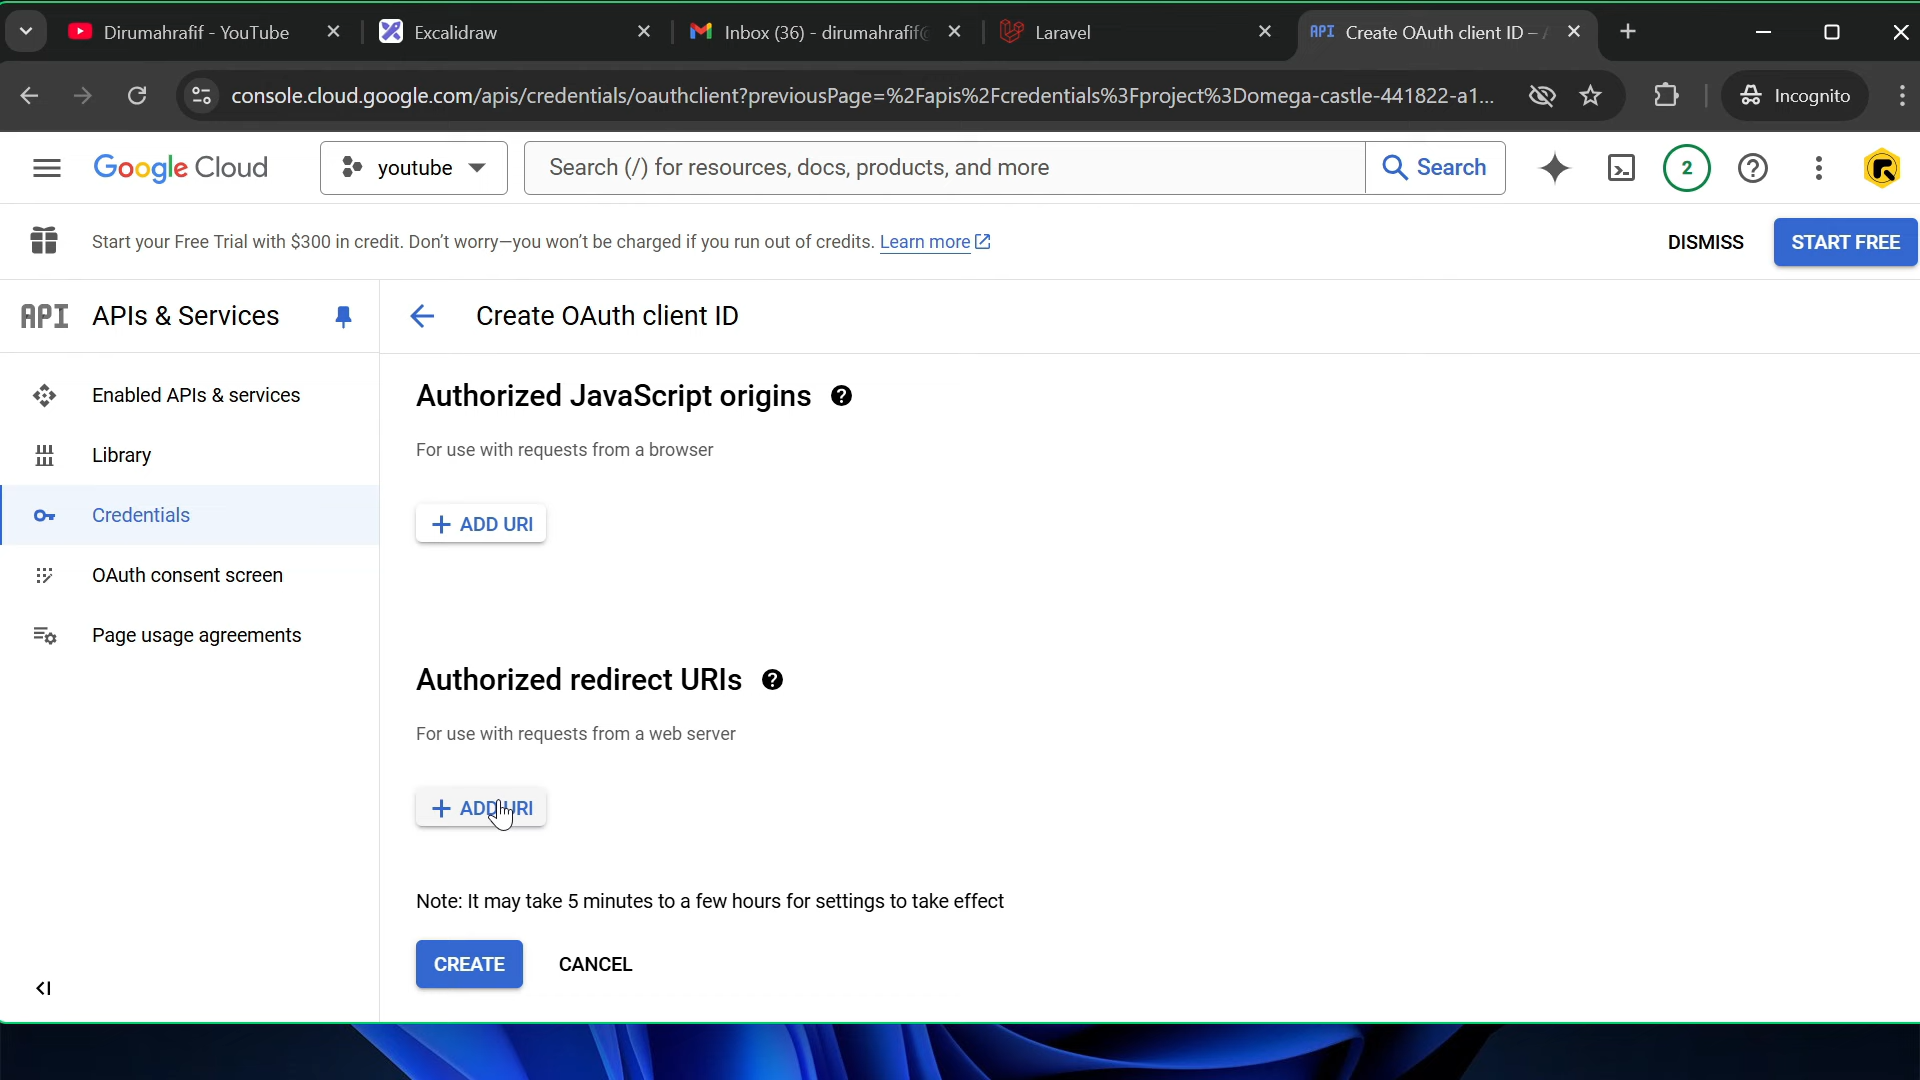 Dirumahrafif - YouTube
Excalidraw
Inbox (36) - dirumahrafif@
Laravel
API Create OAuth client ID –
console.cloud.google.com/apis/credentials/oauthclient?previousPage=%2Fapis%2Fcredentials%3Fproject%3Domega-castle-441822-a1...
Incognito
Google Cloud
youtube
Search (/) for resources, docs, products, and more
Search
2
Start your Free Trial with $300 in credit. Don’t worry—you won’t be charged if you run out of credits. Learn more
DISMISS
START FREE
API APIs & Services
Create OAuth client ID
Enabled APIs & services
Library
Credentials
OAuth consent screen
Page usage agreements
Authorized JavaScript origins
For use with requests from a browser
+ ADD URI
Authorized redirect URIs
For use with requests from a web server
+ ADD URI
Note: It may take 5 minutes to a few hours for settings to take effect
CREATE
CANCEL